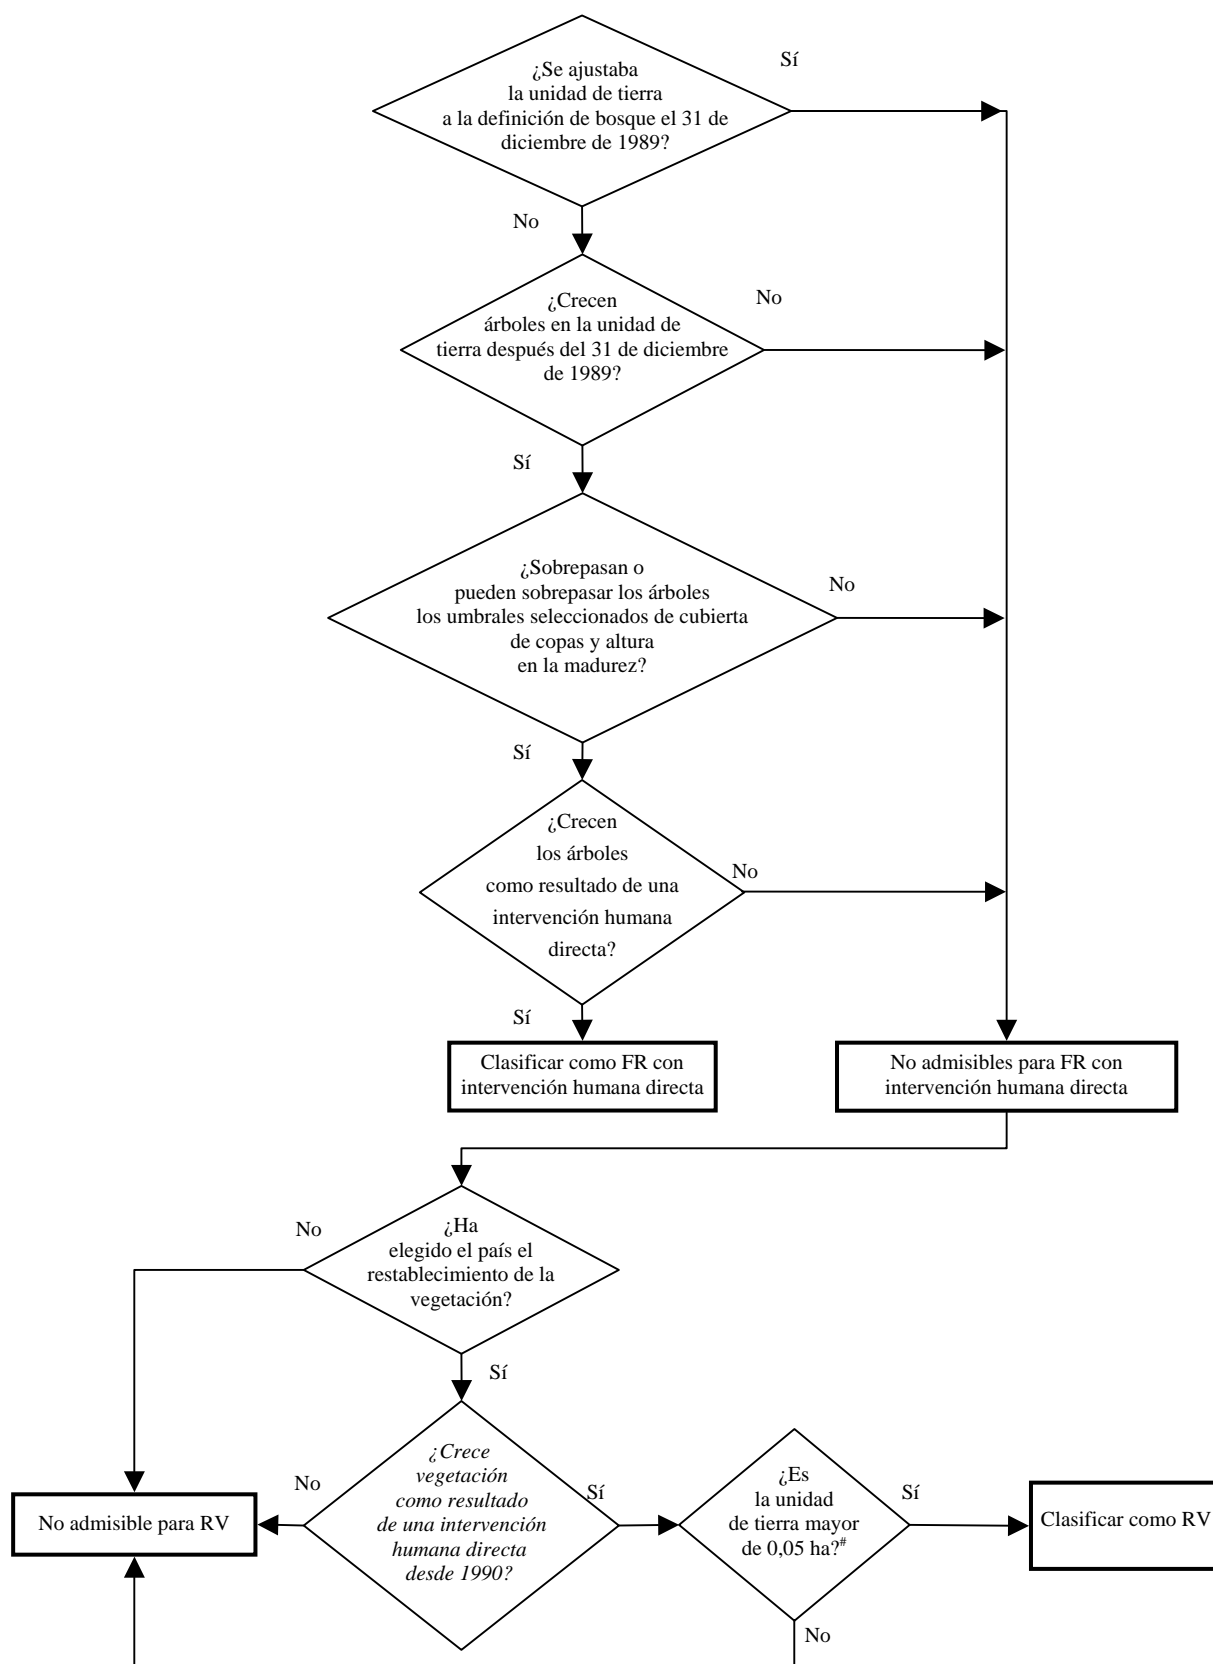 ¿Se ajustaba
la unidad de tierra
a la definición de bosque el 31 de
diciembre de 1989?
Sí
No
¿Crecen
árboles en la unidad de
tierra después del 31 de diciembre
de 1989?
No
Sí
¿Sobrepasan o
pueden sobrepasar los árboles
los umbrales seleccionados de cubierta
de copas y altura
en la madurez?
No
Sí
¿Crecen
los árboles
como resultado de una
intervención humana
directa?
No
Sí
Clasificar como FR con
intervención humana directa
No admisibles para FR con
intervención humana directa
¿Ha
elegido el país el
restablecimiento de la
vegetación?
No
Sí
¿Crece
vegetación
como resultado
de una intervención
humana directa
desde 1990?
No
Sí
No admisible para RV
¿Es
la unidad
de tierra mayor
de 0,05 ha?#
Sí
No
Clasificar como RV